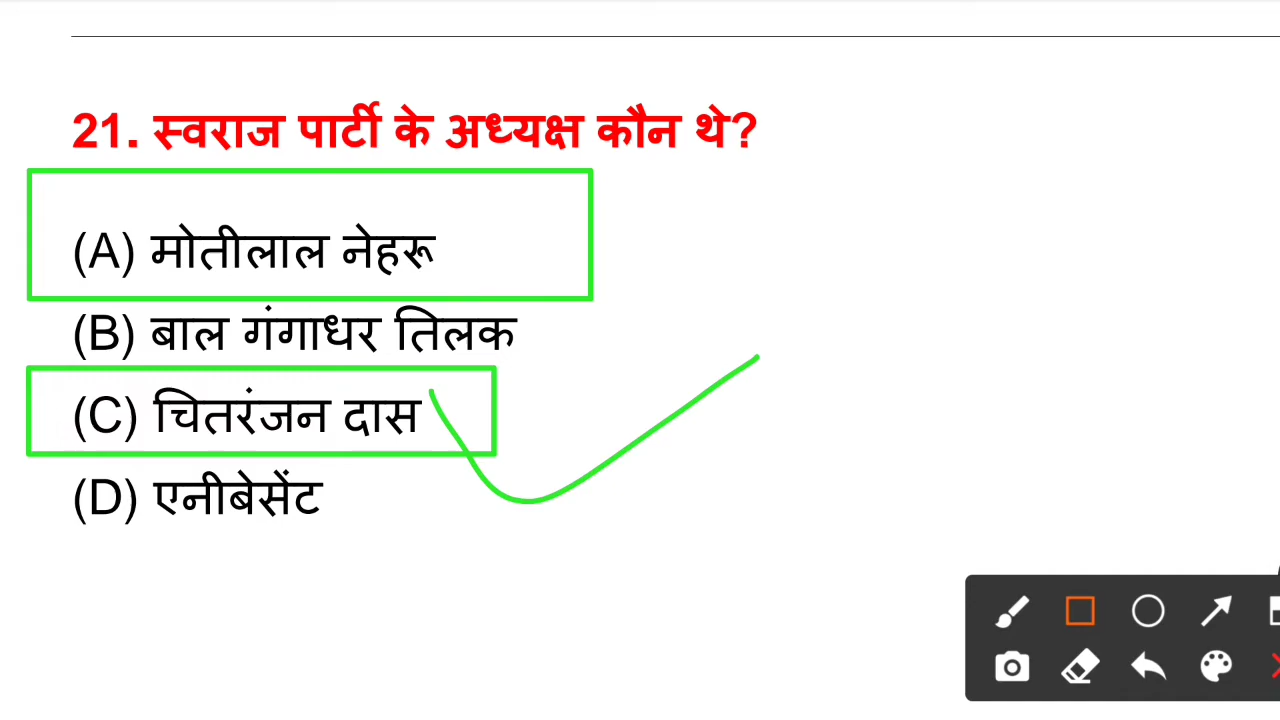 21. स्वराज पार्टी के अध्यक्ष कौन थे?
(A) मोतीलाल नेहरू
(B) बाल गंगाधर तिलक
(C) चितरंजन दास
(D) एनीबेसेंट